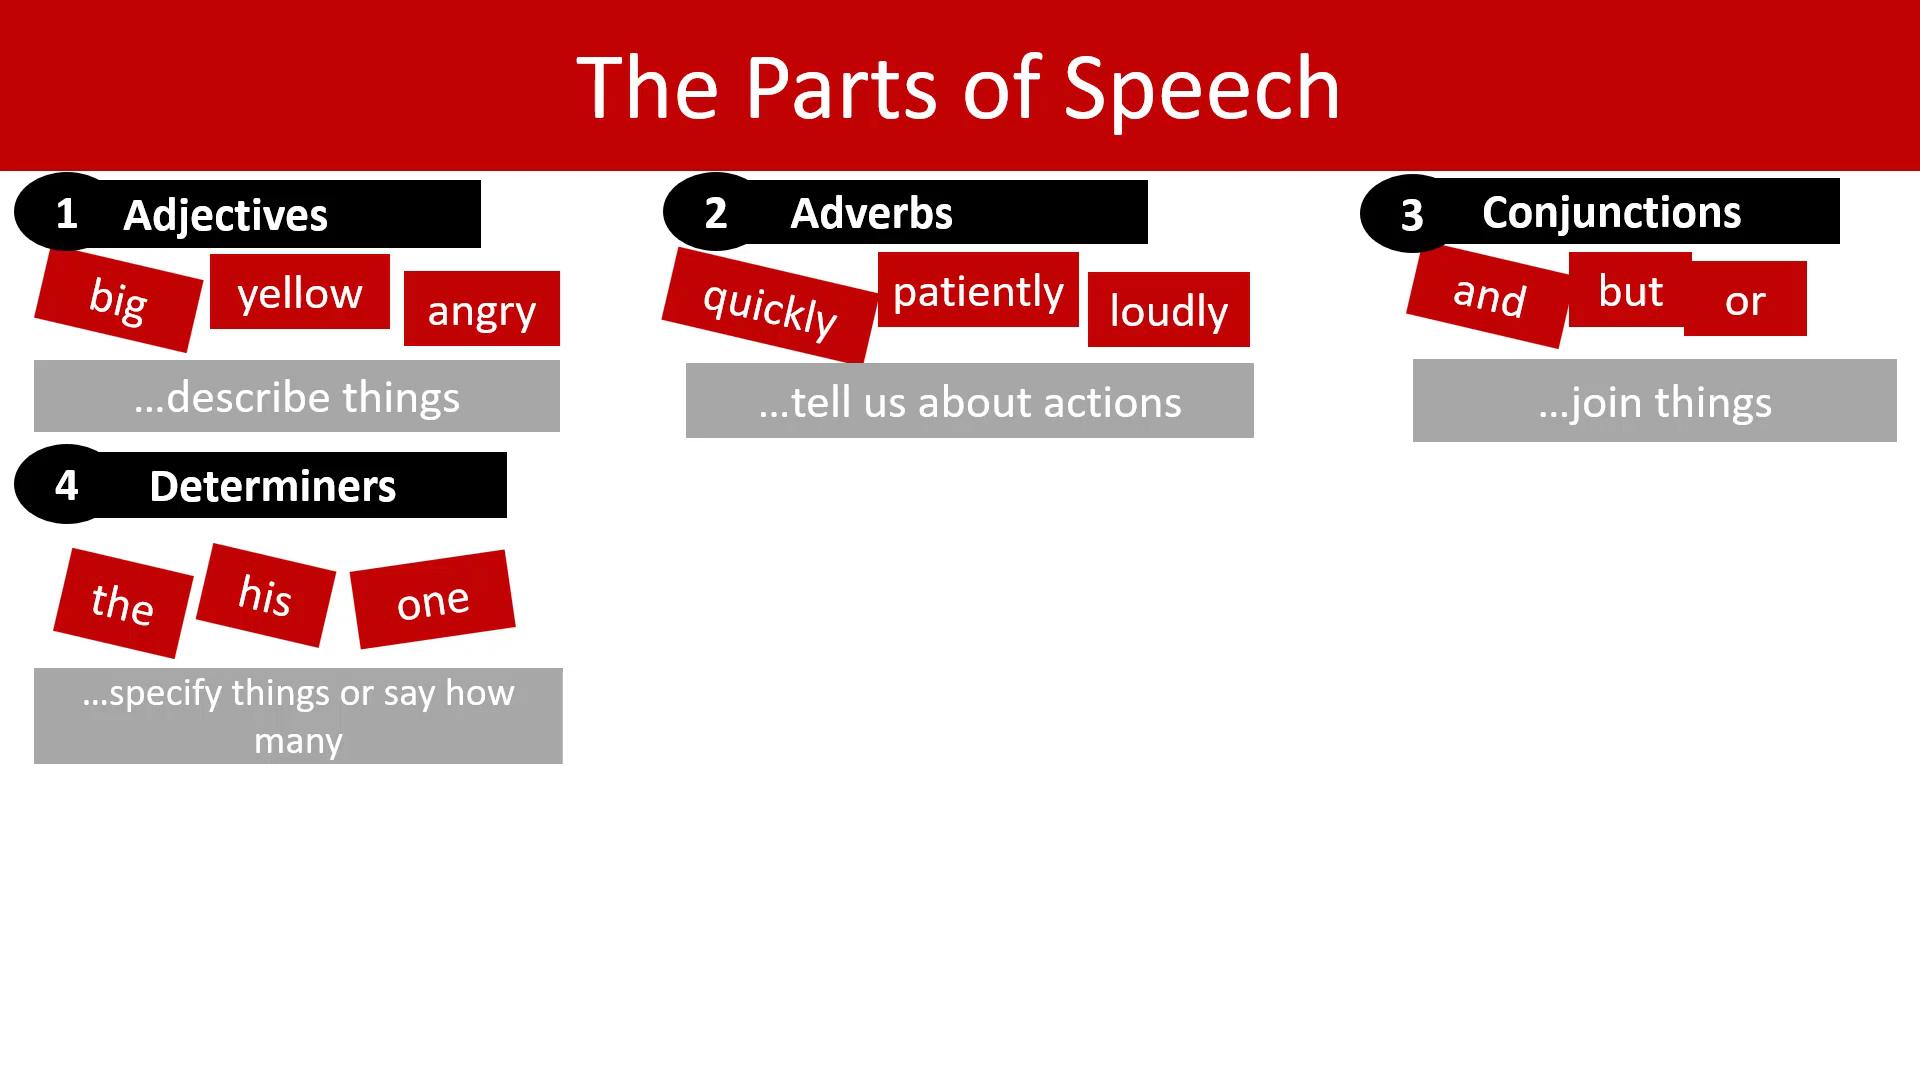 The Parts of Speech
1 Adjectives
big yellow angry
...describe things
2 Adverbs
quickly patiently loudly
...tell us about actions
3 Conjunctions
and but or
...join things
4 Determiners
the his one
...specify things or say how
many